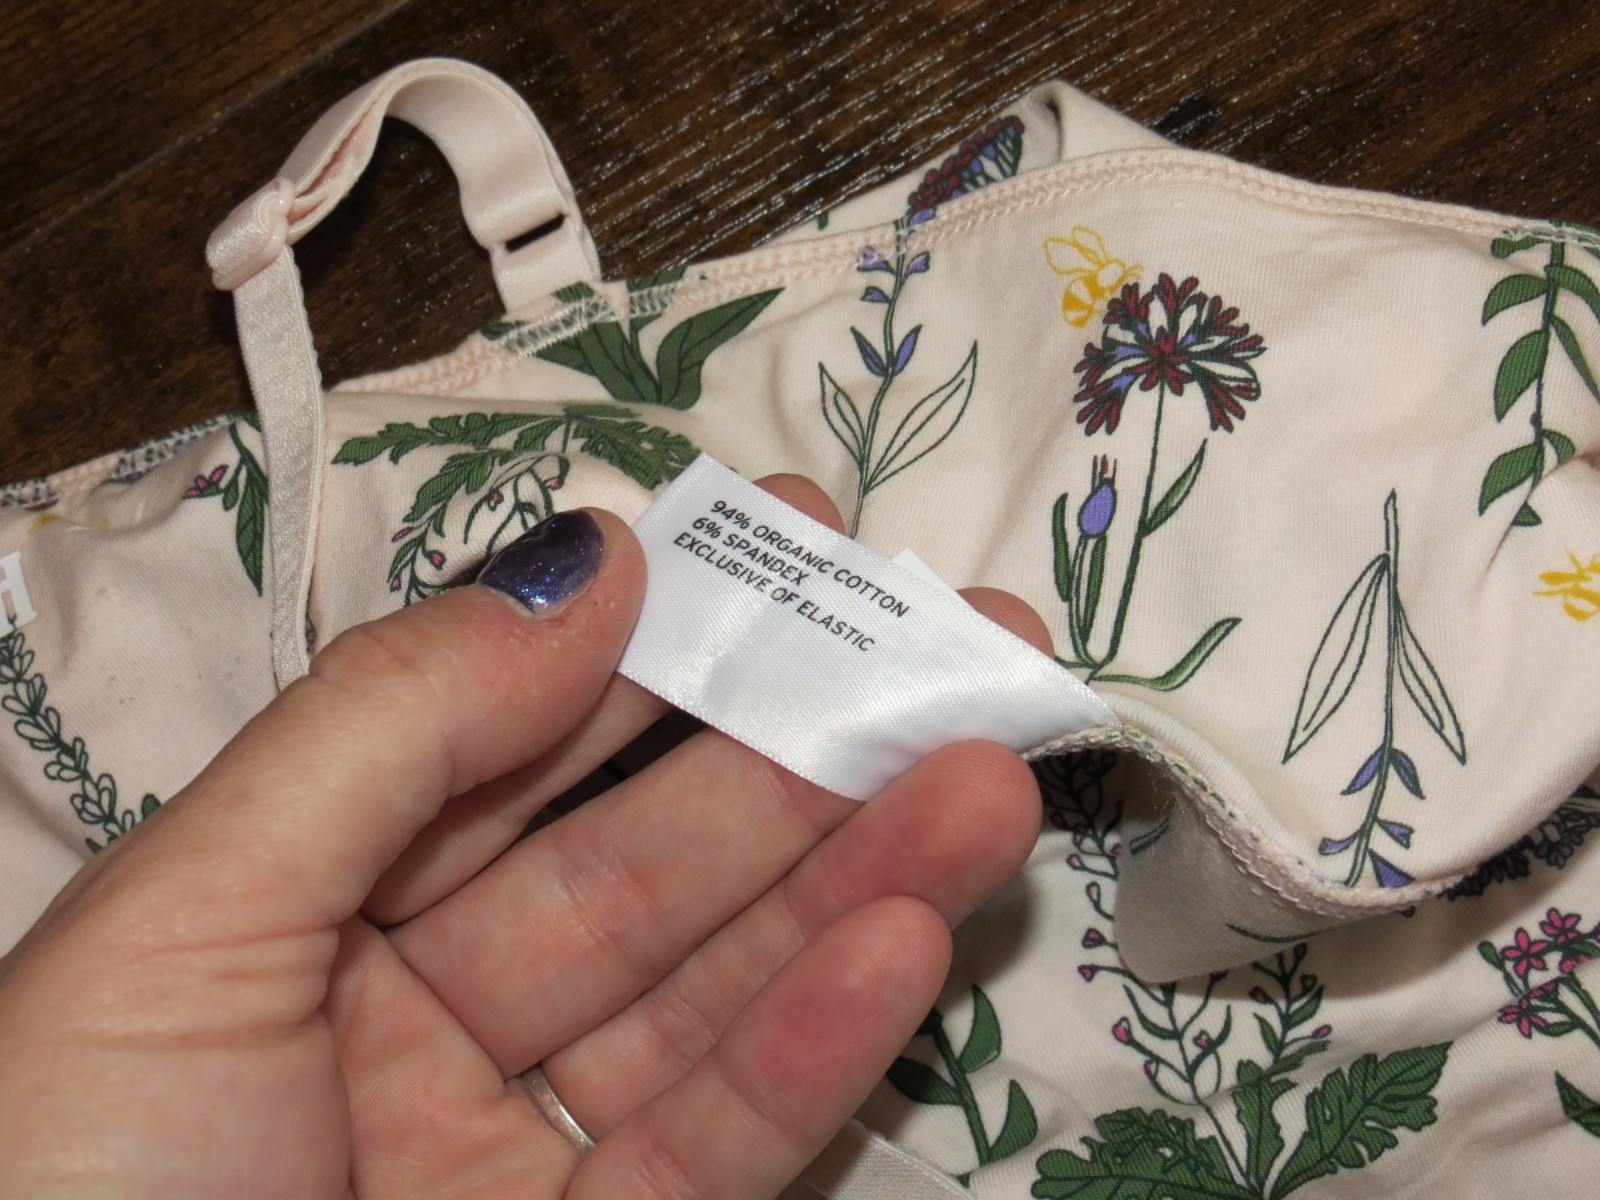 94% ORGANIC COTTON
6% SPANDEX
EXCLUSIVE OF ELASTIC